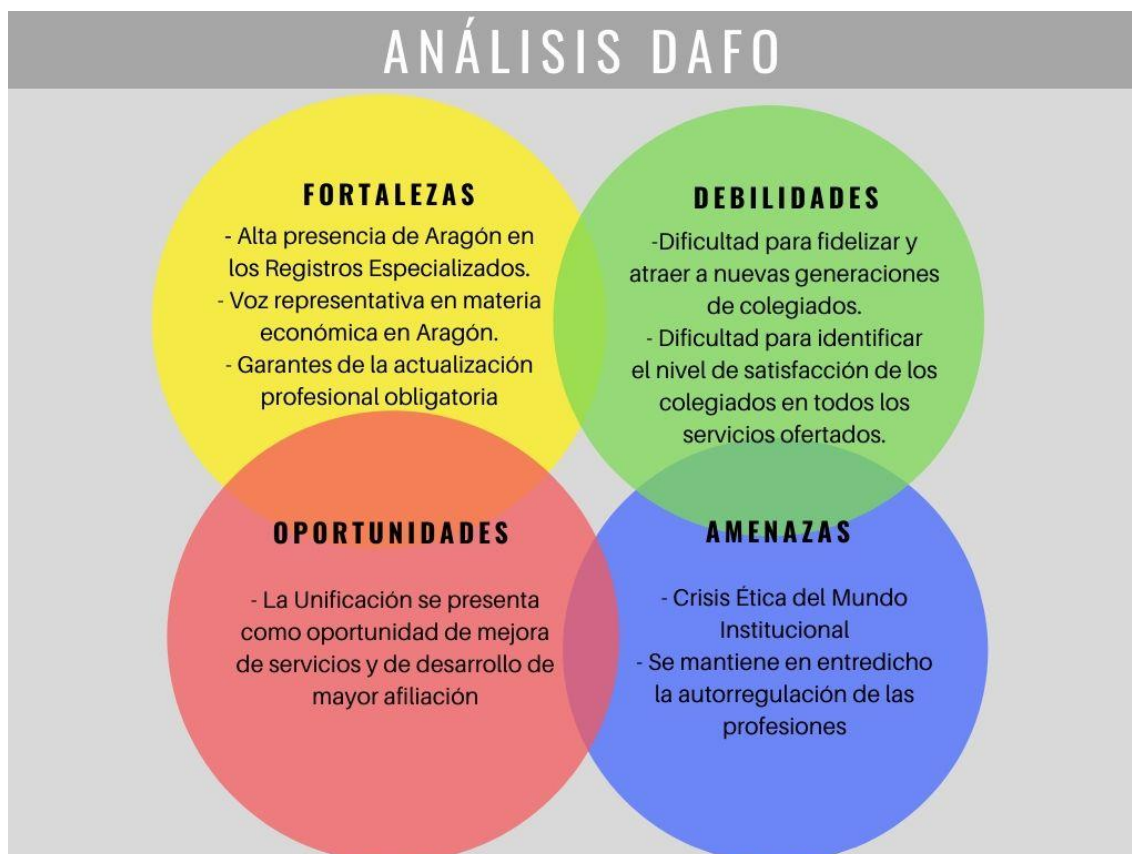 ANÁLISIS DAFO
FORTALEZAS
- Alta presencia de Aragón en
los Registros Especializados.
- Voz representativa en materia
económica en Aragón.
- Garantes de la actualización
profesional obligatoria
DEBILIDADES
-Dificultad para fidelizar y
atraer a nuevas generaciones
de colegiados.
- Dificultad para identificar
el nivel de satisfacción de los
colegiados en todos los
servicios ofertados.
OPORTUNIDADES
- La Unificación se presenta
como oportunidad de mejora
de servicios y de desarrollo de
mayor afiliación
AMENAZAS
- Crisis Ética del Mundo
Institucional
- Se mantiene en entredicho
la autorregulación de las
profesiones